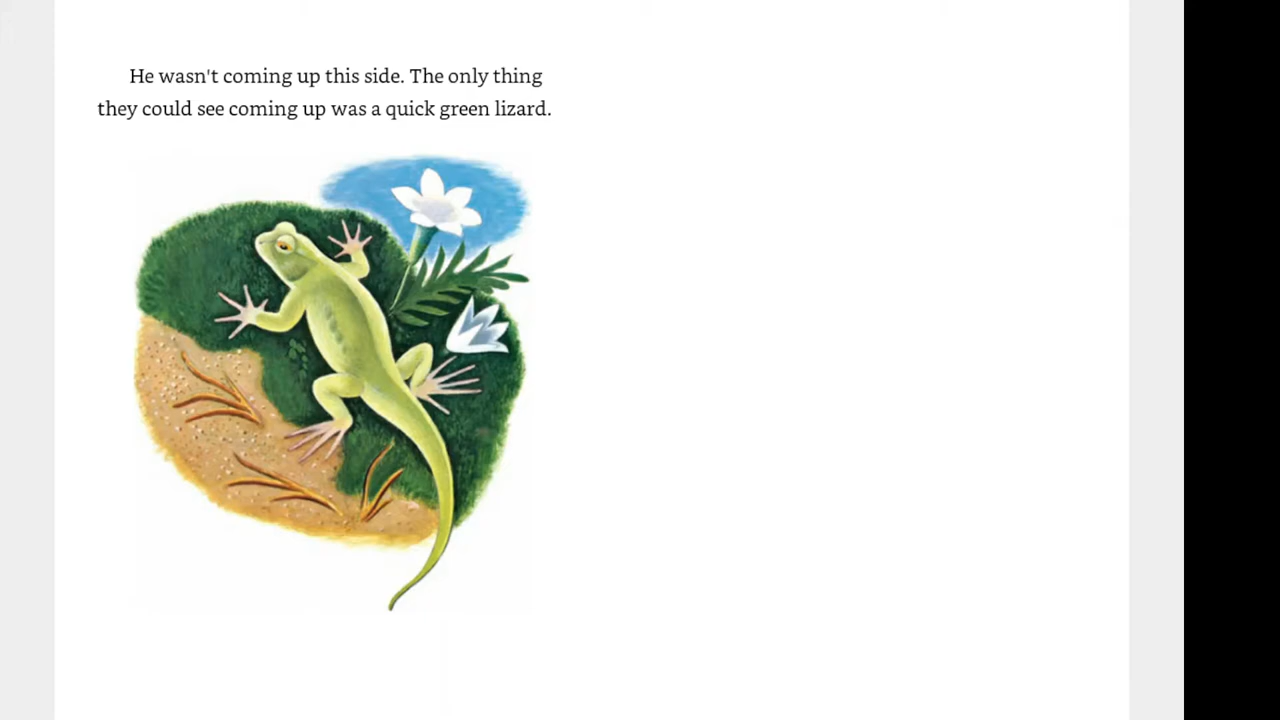 He wasn't coming up this side. The only thing
they could see coming up was a quick green lizard.